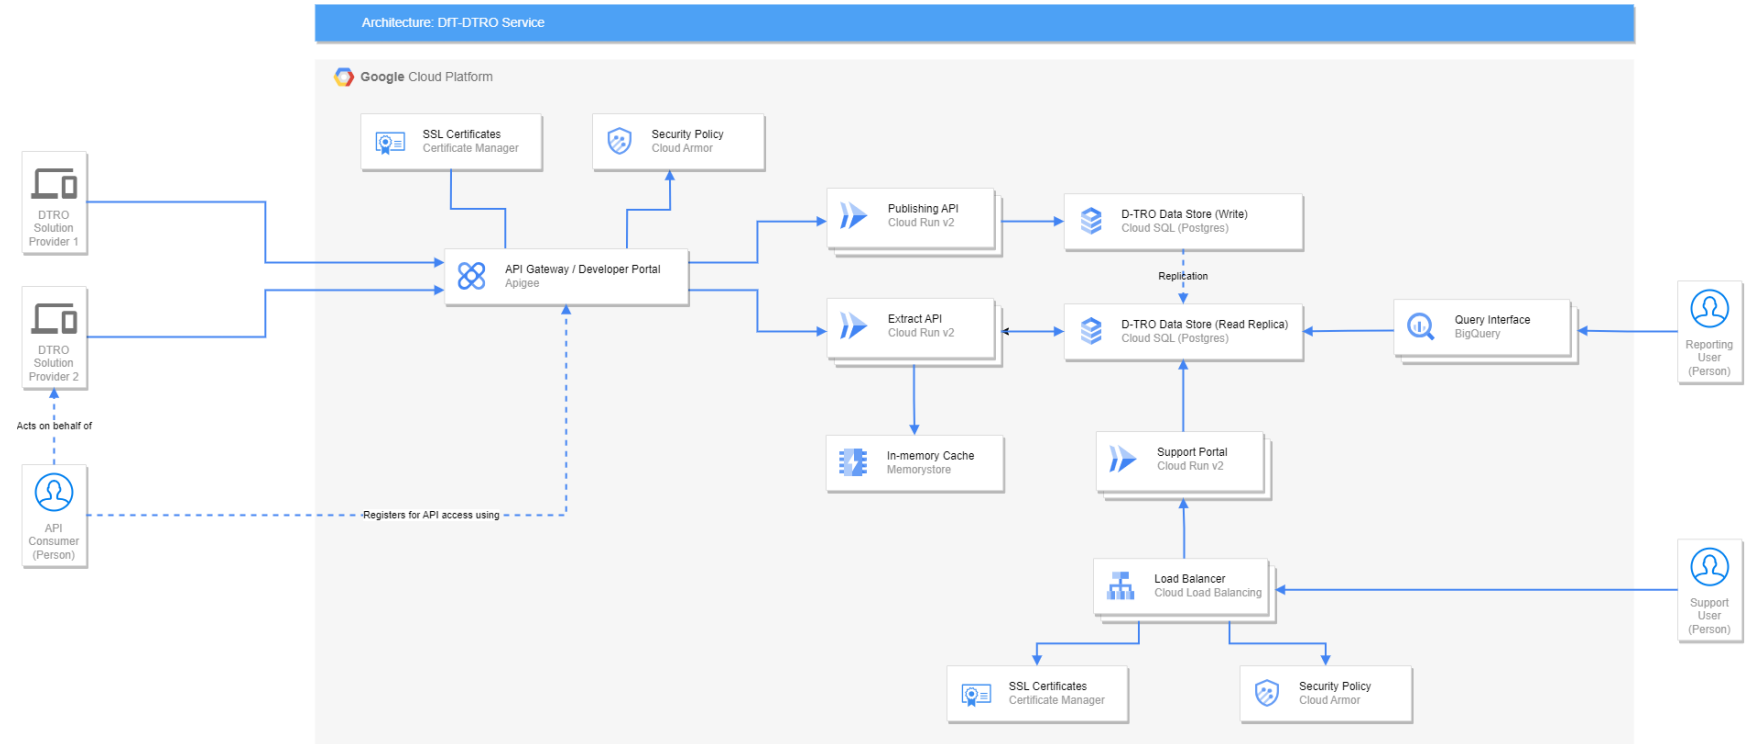 Architecture: DfT-DTRO Service
Google Cloud Platform
SSL Certificates
Certificate Manager
Security Policy
Cloud Armor
DTRO
Solution
Provider 1
DTRO
Solution
Provider 2
Acts on behalf of
API
Consumer
(Person)
Registers for API access using
API Gateway / Developer Portal
Apigee
Publishing API
Cloud Run v2
Extract API
Cloud Run v2
In-memory Cache
Memorystore
D-TRO Data Store (Write)
Cloud SQL (Postgres)
Replication
D-TRO Data Store (Read Replica)
Cloud SQL (Postgres)
Query Interface
BigQuery
Reporting
User
(Person)
Support Portal
Cloud Run v2
Load Balancer
Cloud Load Balancing
Support
User
(Person)
SSL Certificates
Certificate Manager
Security Policy
Cloud Armor